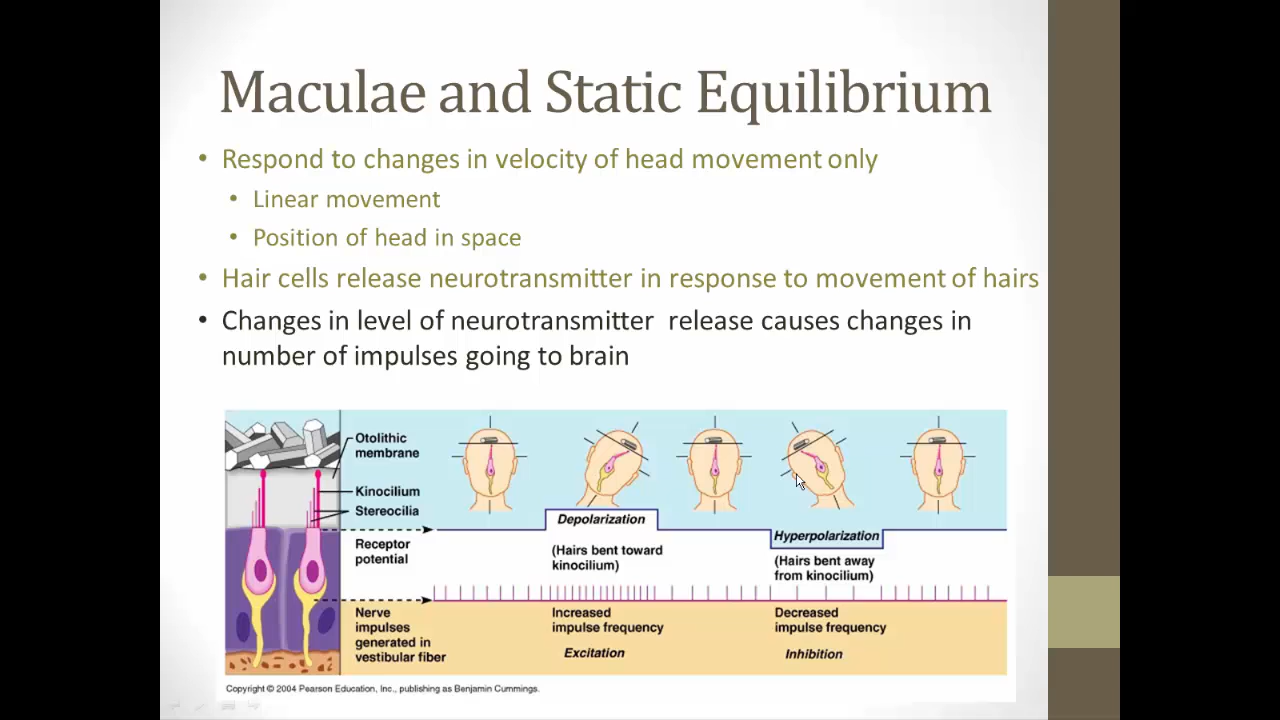 Maculae and Static Equilibrium
• Respond to changes in velocity of head movement only
• Linear movement
• Position of head in space
• Hair cells release neurotransmitter in response to movement of hairs
• Changes in level of neurotransmitter release causes changes in
number of impulses going to brain
Otolithic
membrane
Kinocilium
Stereocilia
Receptor
potential
Depolarization
(Hairs bent toward
kinocilium)
Hyperpolarization
(Hairs bent away
from kinocilium)
Nerve
impulses
generated in
vestibular fiber
Increased
impulse frequency
Excitation
Decreased
impulse frequency
Inhibition
Copyright © 2004 Pearson Education, Inc., publishing as Benjamin Cummings.